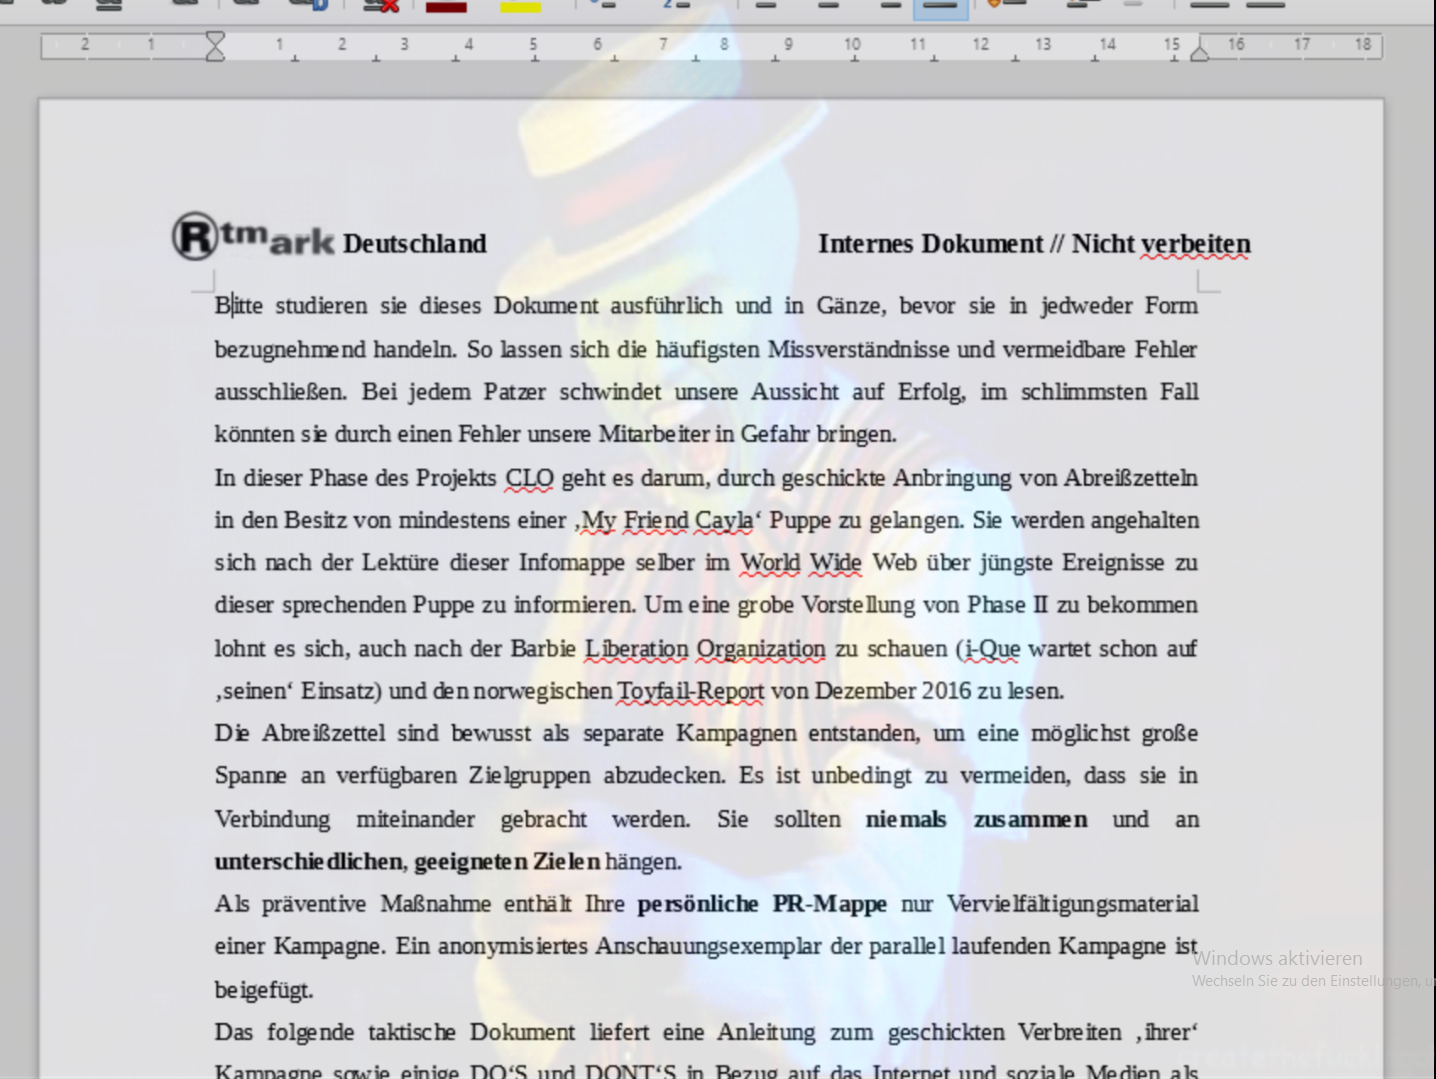 2 1 1 2 3 4 5 6 7 8 9 10 11 12 13 14 15 16 17 18
®tmark Deutschland Internes Dokument // Nicht verbeiten
Bitte studieren sie dieses Dokument ausführlich und in Gänze, bevor sie in jedweder Form
bezugnehmend handeln. So lassen sich die häufigsten Missverständnisse und vermeidbare Fehler
ausschließen. Bei jedem Patzer schwindet unsere Aussicht auf Erfolg, im schlimmsten Fall
könnten sie durch einen Fehler unsere Mitarbeiter in Gefahr bringen.
In dieser Phase des Projekts CLO geht es darum, durch geschickte Anbringung von Abreißzetteln
in den Besitz von mindestens einer ‚My Friend Cayla‘ Puppe zu gelangen. Sie werden angehalten
sich nach der Lektüre dieser Infomappe selber im World Wide Web über jüngste Ereignisse zu
dieser sprechenden Puppe zu informieren. Um eine grobe Vorstellung von Phase II zu bekommen
lohnt es sich, auch nach der Barbie Liberation Organization zu schauen (i-Que wartet schon auf
‚seinen‘ Einsatz) und den norwegischen Toyfail-Report von Dezember 2016 zu lesen.
Die Abreißzettel sind bewusst als separate Kampagnen entstanden, um eine möglichst große
Spanne an verfügbaren Zielgruppen abzudecken. Es ist unbedingt zu vermeiden, dass sie in
Verbindung miteinander gebracht werden. Sie sollten niemals zusammen und an
unterschiedlichen, geeigneten Zielen hängen.
Als präventive Maßnahme enthält Ihre persönliche PR-Mappe nur Vervielfältigungsmaterial
einer Kampagne. Ein anonymisiertes Anschauungsexemplar der parallel laufenden Kampagne ist
beigefügt.
Windows aktivieren
Wechseln Sie zu den Einstellungen, u
Das folgende taktische Dokument liefert eine Anleitung zum geschickten Verbreiten ‚ihrer‘
Kampagne sowie einige DO‘S und DONT‘S in Bezug auf das Internet und soziale Medien als